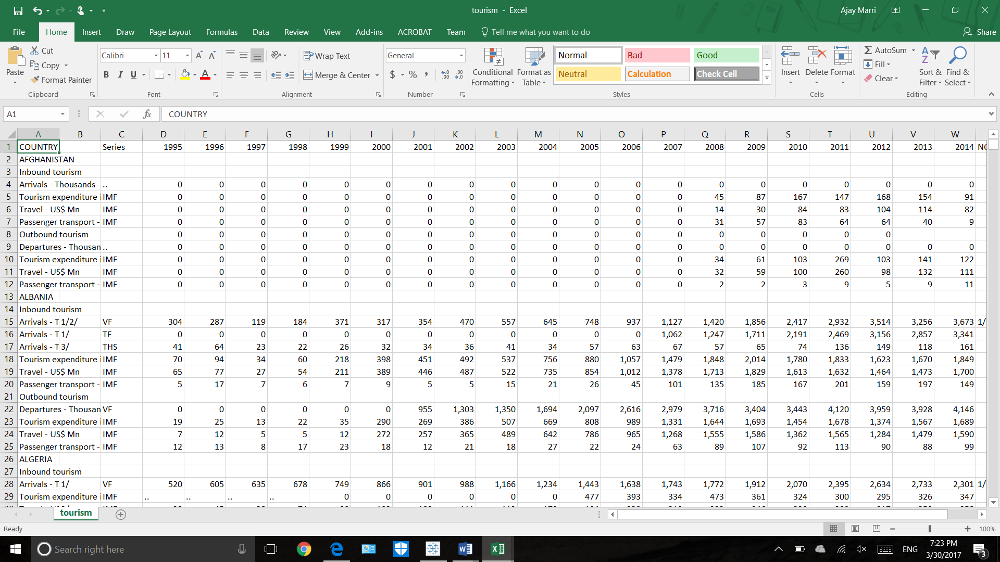 tourism - Excel
Ajay Marri
File Home Insert Draw Page Layout Formulas Data Review View Add-ins ACROBAT Team Tell me what you want to do Share
Paste Cut Copy Format Painter Clipboard
Calibri 11 B I U Font
Wrap Text Merge & Center Alignment
General $ % , Number
Conditional Formatting Format as Table
Normal Bad Good
Neutral Calculation Check Cell
Styles
Insert Delete Format Cells
AutoSum Fill Clear Sort & Filter Find & Select Editing
A1 fx COUNTRY
A B C D E F G H I J K L M N O P Q R S T U V W
1 COUNTRY Series 1995 1996 1997 1998 1999 2000 2001 2002 2003 2004 2005 2006 2007 2008 2009 2010 2011 2012 2013 2014
2 AFGHANISTAN
3 Inbound tourism
4 Arrivals - Thousands .. 0 0 0 0 0 0 0 0 0 0 0 0 0 0 0 0 0 0 0 0
5 Tourism expenditure i IMF 0 0 0 0 0 0 0 0 0 0 0 0 0 45 87 167 147 168 154 91
6 Travel - US$ Mn IMF 0 0 0 0 0 0 0 0 0 0 0 0 0 14 30 84 83 104 114 82
7 Passenger transport - IMF 0 0 0 0 0 0 0 0 0 0 0 0 0 31 57 83 64 64 40 9
8 Outbound tourism 0 0 0 0 0 0 0 0 0 0 0 0 0 0 0 0 0 0
9 Departures - Thousan .. 0 0 0 0 0 0 0 0 0 0 0 0 0 0 0 0 0 0 0 0
10 Tourism expenditure i IMF 0 0 0 0 0 0 0 0 0 0 0 0 0 34 61 103 269 103 141 122
11 Travel - US$ Mn IMF 0 0 0 0 0 0 0 0 0 0 0 0 0 32 59 100 260 98 132 111
12 Passenger transport - IMF 0 0 0 0 0 0 0 0 0 0 0 0 0 2 2 3 9 5 9 11
13 ALBANIA
14 Inbound tourism
15 Arrivals - T 1/2/ VF 304 287 119 184 371 317 354 470 557 645 748 937 1,127 1,420 1,856 2,417 2,932 3,514 3,256 3,673 1/
16 Arrivals - T 1/ TF 0 0 0 0 0 0 0 0 0 0 0 0 1,062 1,247 1,711 2,191 2,469 3,156 2,857 3,341
17 Arrivals - T 3/ THS 41 64 23 22 26 32 34 36 41 34 57 63 67 57 65 74 136 149 118 161
18 Tourism expenditure i IMF 70 94 34 60 218 398 451 492 537 756 880 1,057 1,479 1,848 2,014 1,780 1,833 1,623 1,670 1,849
19 Travel - US$ Mn IMF 65 77 27 54 211 389 446 487 522 735 854 1,012 1,378 1,713 1,829 1,613 1,632 1,464 1,473 1,700
20 Passenger transport - IMF 5 17 7 6 7 9 5 5 15 21 26 45 101 135 185 167 201 159 197 149
21 Outbound tourism
22 Departures - Thousan VF 0 0 0 0 0 0 955 1,303 1,350 1,694 2,097 2,616 2,979 3,716 3,404 3,443 4,120 3,959 3,928 4,146
23 Tourism expenditure i IMF 19 25 13 22 35 290 269 386 507 669 808 989 1,331 1,644 1,693 1,454 1,678 1,374 1,567 1,689
24 Travel - US$ Mn IMF 7 12 5 5 12 272 257 365 489 642 786 965 1,268 1,555 1,586 1,362 1,565 1,284 1,479 1,590
25 Passenger transport - IMF 12 13 8 17 23 18 12 21 18 27 22 24 63 89 107 92 113 90 88 99
26 ALGERIA
27 Inbound tourism
28 Arrivals - T 1/ VF 520 605 635 678 749 866 901 988 1,166 1,234 1,443 1,638 1,743 1,772 1,912 2,070 2,395 2,634 2,733 2,301 1/
29 Tourism expenditure i IMF .. .. .. .. 0 0 0 0 0 0 477 393 334 473 361 324 300 295 326 347
tourism
Ready
100%
Search right here
ENG
7:23 PM
3/30/2017
3